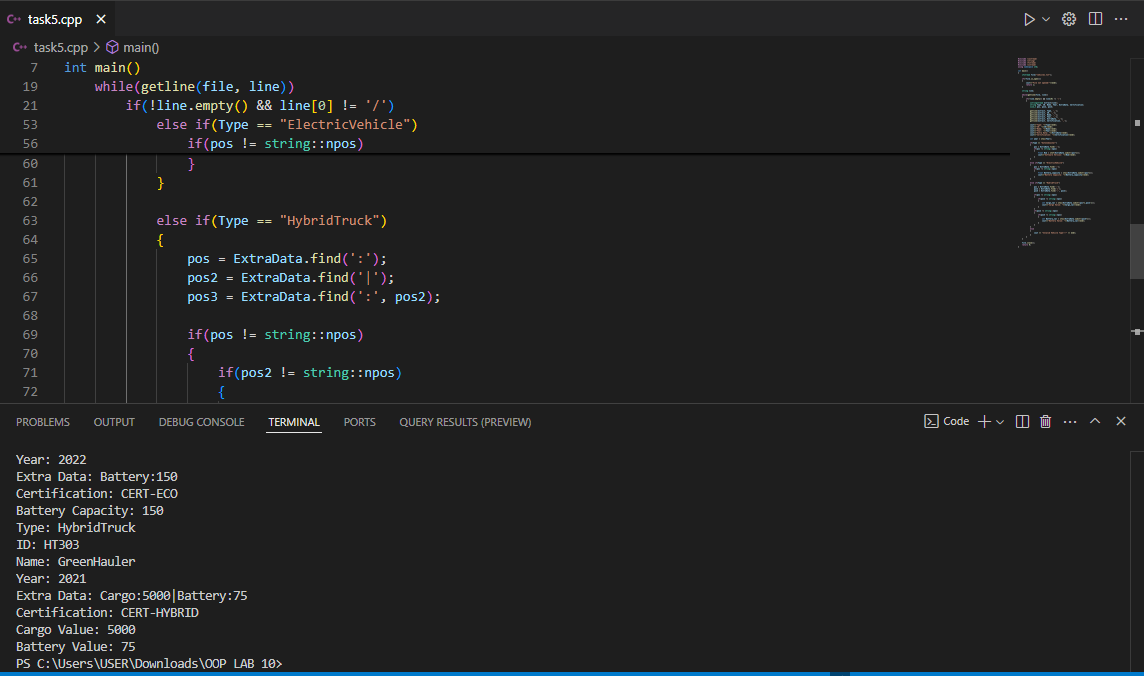 task5.cpp
task5.cpp > main()
7 int main()
19 while(getline(file, line))
21 if(!line.empty() && line[0] != '/')
53 else if(Type == "ElectricVehicle")
56 if(pos != string::npos)
60 }
61 }
62
63 else if(Type == "HybridTruck")
64 {
65 pos = ExtraData.find(':');
66 pos2 = ExtraData.find('|');
67 pos3 = ExtraData.find(':', pos2);
68
69 if(pos != string::npos)
70 {
71 if(pos2 != string::npos)
72 {
PROBLEMS OUTPUT DEBUG CONSOLE TERMINAL PORTS QUERY RESULTS (PREVIEW) Code
Year: 2022
Extra Data: Battery:150
Certification: CERT-ECO
Battery Capacity: 150
Type: HybridTruck
ID: HT303
Name: GreenHauler
Year: 2021
Extra Data: Cargo:5000|Battery:75
Certification: CERT-HYBRID
Cargo Value: 5000
Battery Value: 75
PS C:\Users\USER\Downloads\OOP LAB 10>